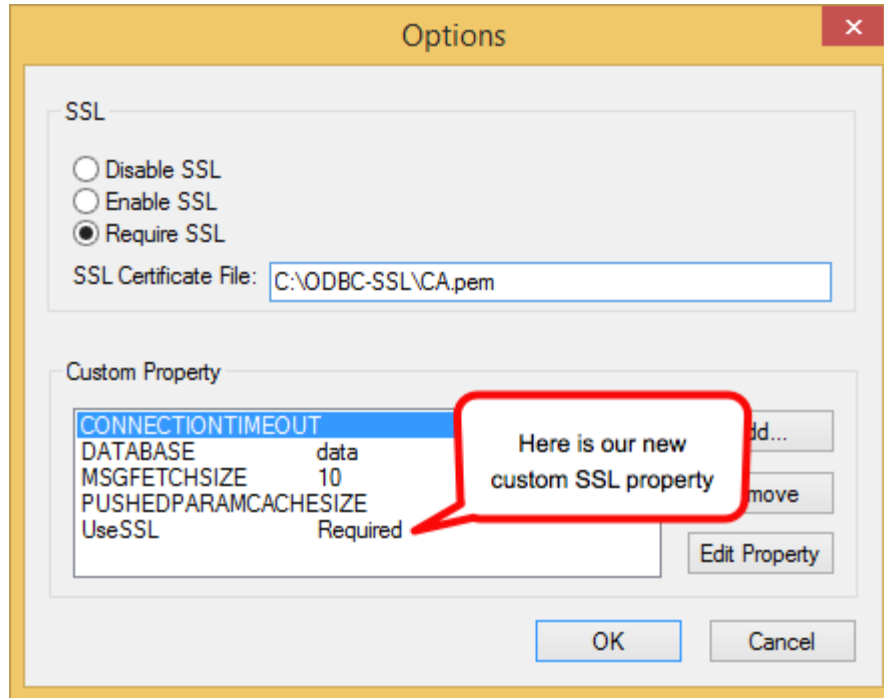 Options
SSL
Disable SSL
Enable SSL
Require SSL
SSL Certificate File: C:\ODBC-SSL\CA.pem
Custom Property
CONNECTIONTIMEOUT
DATABASE data
MSGFETCHSIZE 10
PUSHEDPARAMCACHESIZE
UseSSL Required
Here is our new
custom SSL property
Edit Property
OK Cancel